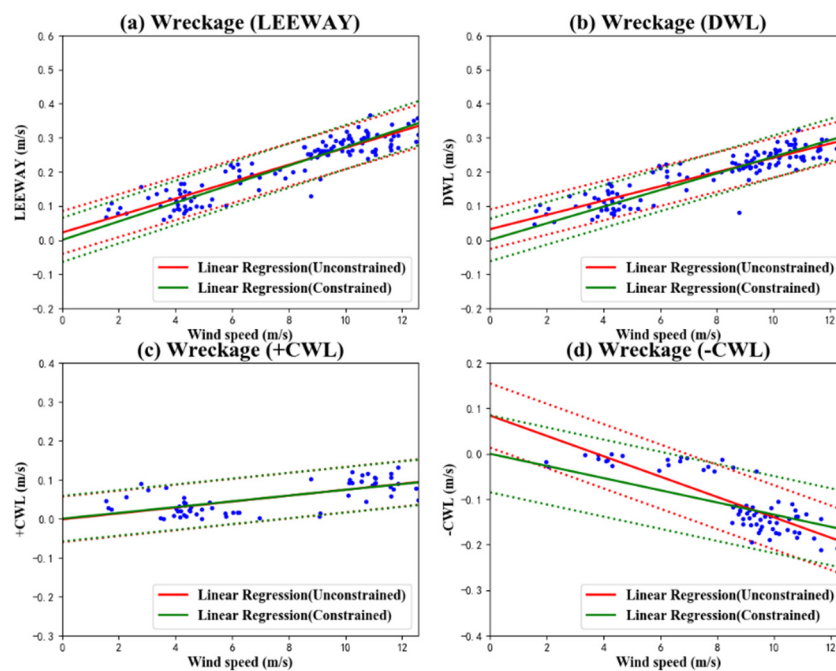 (a) Wreckage (LEEWAY)
0.6
0.5
0.4
0.3
0.2
0.1
0.0
-0.1
-0.2
LEEWAY (m/s)
Linear Regression(Unconstrained)
Linear Regression(Constrained)
0 2 4 6 8 10 12
Wind speed (m/s)
(b) Wreckage (DWL)
0.6
0.5
0.4
0.3
0.2
0.1
0.0
-0.1
-0.2
DWL (m/s)
Linear Regression(Unconstrained)
Linear Regression(Constrained)
0 2 4 6 8 10 12
Wind speed (m/s)
(c) Wreckage (+CWL)
0.4
0.3
0.2
0.1
0.0
-0.1
-0.2
-0.3
+CWL (m/s)
Linear Regression(Unconstrained)
Linear Regression(Constrained)
0 2 4 6 8 10 12
Wind speed (m/s)
(d) Wreckage (-CWL)
0.2
0.1
0.0
-0.1
-0.2
-0.3
-0.4
-CWL (m/s)
Linear Regression(Unconstrained)
Linear Regression(Constrained)
0 2 4 6 8 10 12
Wind speed (m/s)